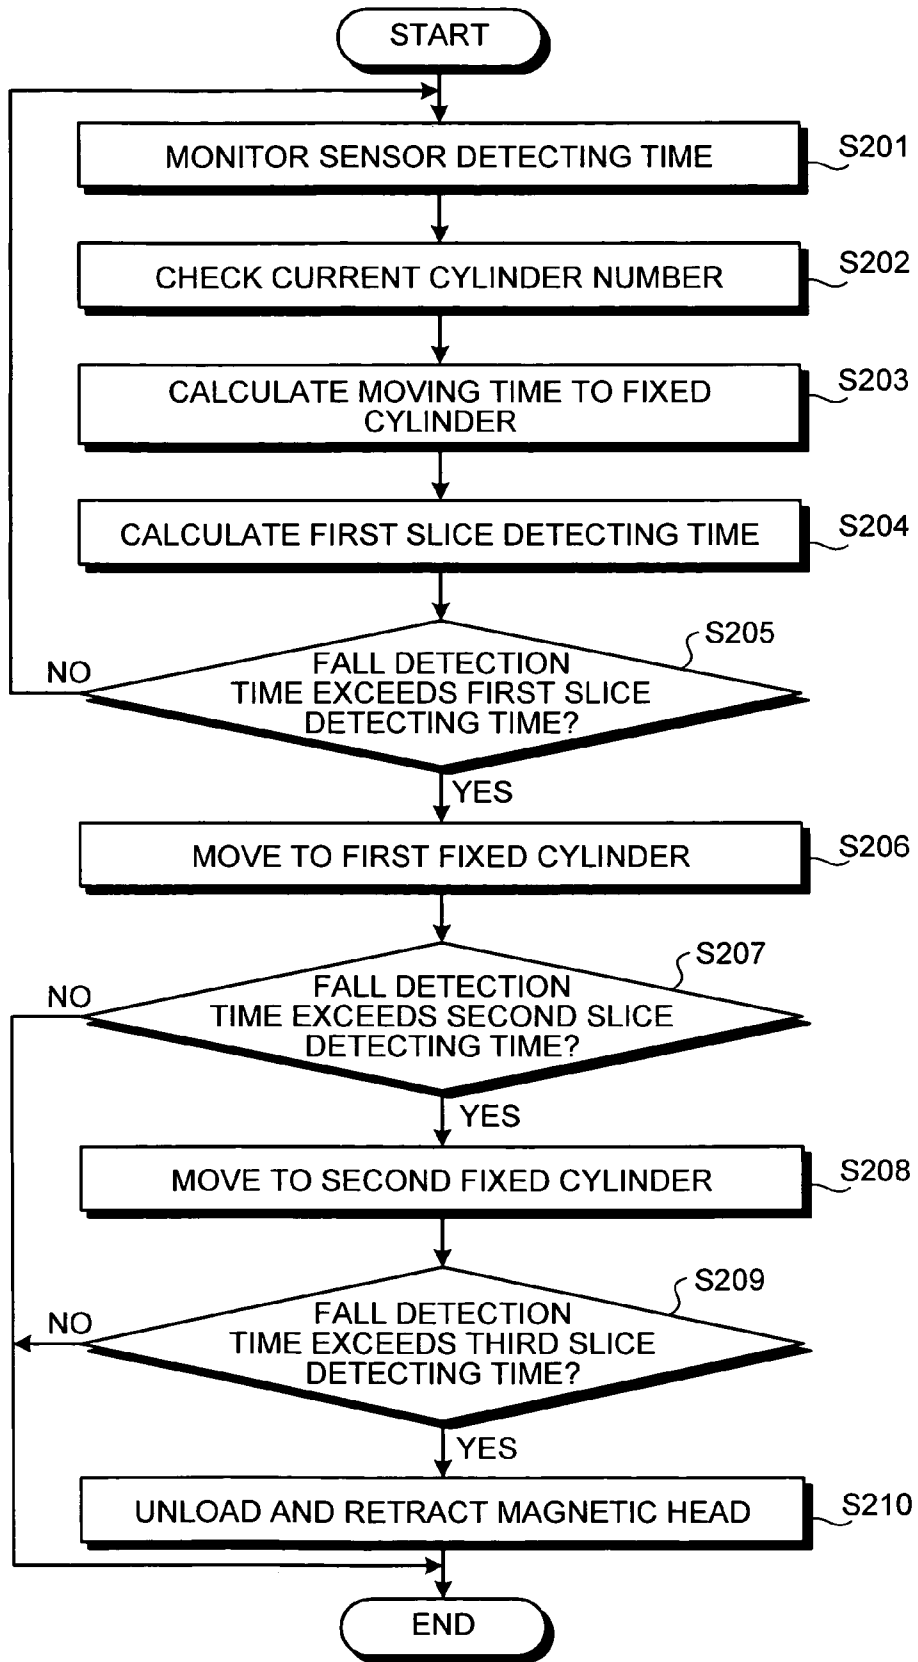 START
MONITOR SENSOR DETECTING TIME
S201
CHECK CURRENT CYLINDER NUMBER
S202
CALCULATE MOVING TIME TO FIXED
CYLINDER
S203
CALCULATE FIRST SLICE DETECTING TIME
S204
S205
NO
FALL DETECTION
TIME EXCEEDS FIRST SLICE
DETECTING TIME?
YES
MOVE TO FIRST FIXED CYLINDER
S206
S207
NO
FALL DETECTION
TIME EXCEEDS SECOND SLICE
DETECTING TIME?
YES
MOVE TO SECOND FIXED CYLINDER
S208
S209
NO
FALL DETECTION
TIME EXCEEDS THIRD SLICE
DETECTING TIME?
YES
UNLOAD AND RETRACT MAGNETIC HEAD
S210
END